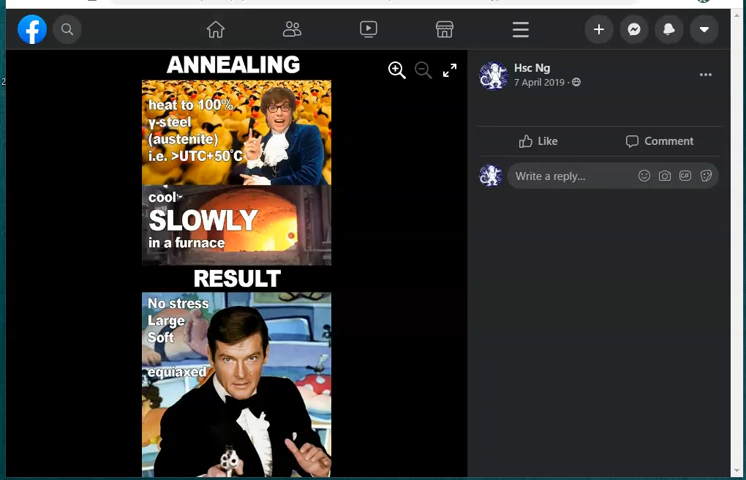 ANNEALING
heat to 100%
γ-steel
(austenite)
i.e. >UTC+50°C
cool
SLOWLY
in a furnace
RESULT
No stress
Large
Soft
equiaxed
Hsc Ng
7 April 2019 ·
Like
Comment
Write a reply...
GIF